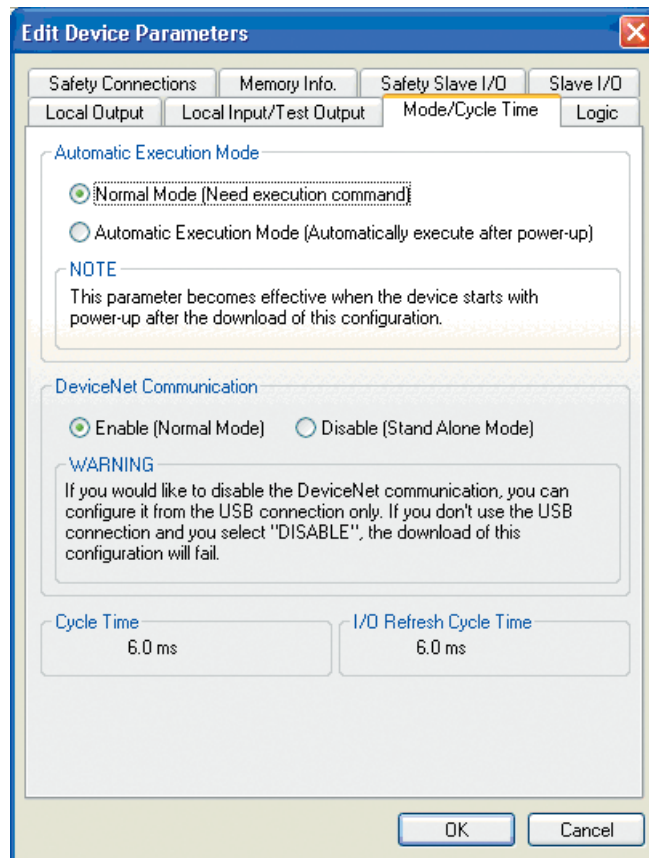 Edit Device Parameters
Safety Connections
Memory Info.
Safety Slave I/O
Slave I/O
Local Output
Local Input/Test Output
Mode/Cycle Time
Logic
Automatic Execution Mode
Normal Mode (Need execution command)
Automatic Execution Mode (Automatically execute after power-up)
NOTE
This parameter becomes effective when the device starts with
power-up after the download of this configuration.
DeviceNet Communication
Enable (Normal Mode)
Disable (Stand Alone Mode)
WARNING
If you would like to disable the DeviceNet communication, you can
configure it from the USB connection only. If you don't use the USB
connection and you select "DISABLE", the download of this
configuration will fail.
Cycle Time
6.0 ms
I/O Refresh Cycle Time
6.0 ms
OK
Cancel